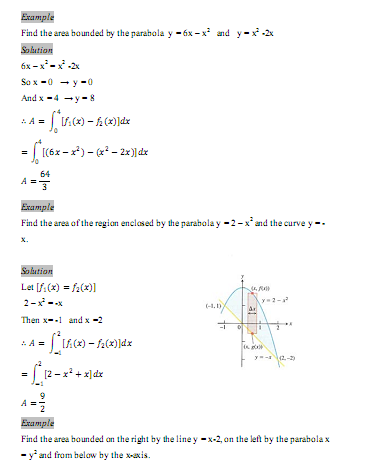 Example
Find the area bounded by the parabola y = 6x – x² and y = x² -2x
Solution
6x – x² = x² -2x
So x = 0 → y = 0
And x = 4 → y = 8
∴ A = ∫₀⁴ [f₁(x) − f₂(x)]dx
= ∫₀⁴ [(6x − x²) − (x² − 2x)]dx
A = 64/3
Example
Find the area of the region enclosed by the parabola y = 2 – x² and the curve y = -
x.
Solution
Let [f₁(x) = f₂(x)]
2 – x² = -x
Then x= -1 and x =2
∴ A = ∫₋₁² [f₁(x) − f₂(x)]dx
= ∫₋₁² [2 − x² + x]dx
A = 9/2
y
(x, f(x))
y = 2 − x²
(−1, 1)
Δx
−1 0 1 2 x
(x, g(x))
y = −x (2, −2)
Example
Find the area bounded on the right by the line y = x-2, on the left by the parabola x
= y² and from below by the x-axis.